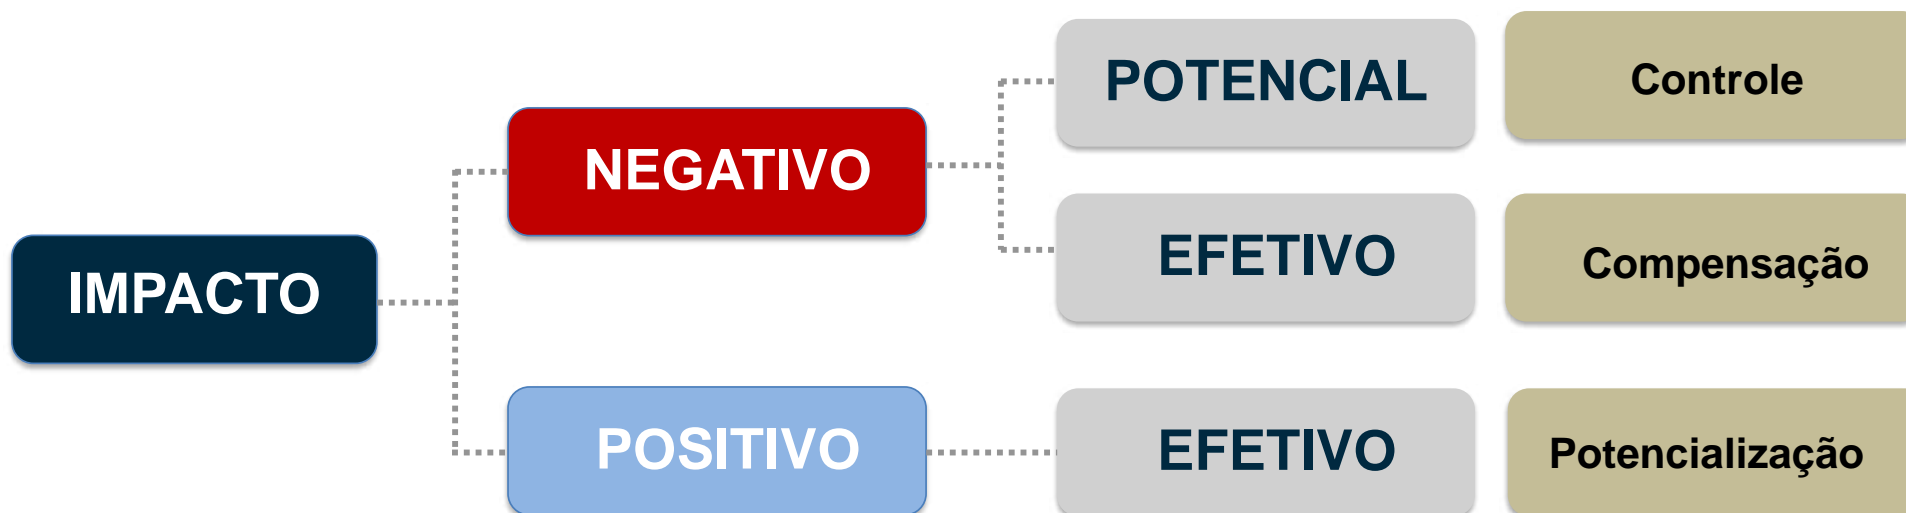 IMPACTO
NEGATIVO
POTENCIAL
Controle
EFETIVO
Compensação
POSITIVO
EFETIVO
Potencialização